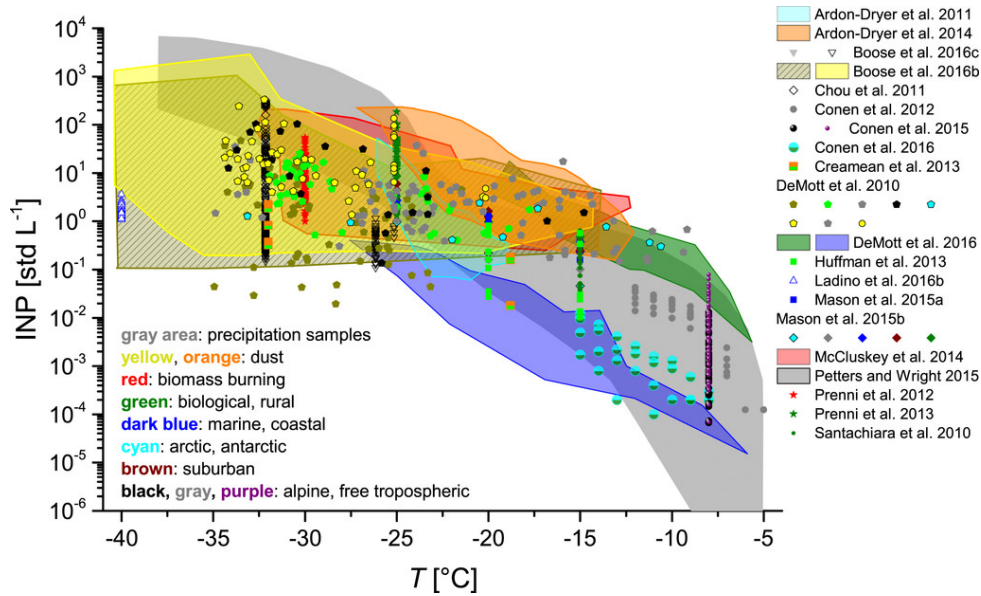 10^4
10^3
10^2
10^1
10^0
10^-1
10^-2
10^-3
10^-4
10^-5
10^-6
INP [std L^-1]
gray area: precipitation samples
yellow, orange: dust
red: biomass burning
green: biological, rural
dark blue: marine, coastal
cyan: arctic, antarctic
brown: suburban
black, gray, purple: alpine, free tropospheric
-40 -35 -30 -25 -20 -15 -10 -5
T [°C]
Ardon-Dryer et al. 2011
Ardon-Dryer et al. 2014
Boose et al. 2016c
Boose et al. 2016b
Chou et al. 2011
Conen et al. 2012
Conen et al. 2015
Conen et al. 2016
Creamean et al. 2013
DeMott et al. 2010
DeMott et al. 2016
Huffman et al. 2013
Ladino et al. 2016b
Mason et al. 2015a
Mason et al. 2015b
McCluskey et al. 2014
Petters and Wright 2015
Prenni et al. 2012
Prenni et al. 2013
Santachiara et al. 2010